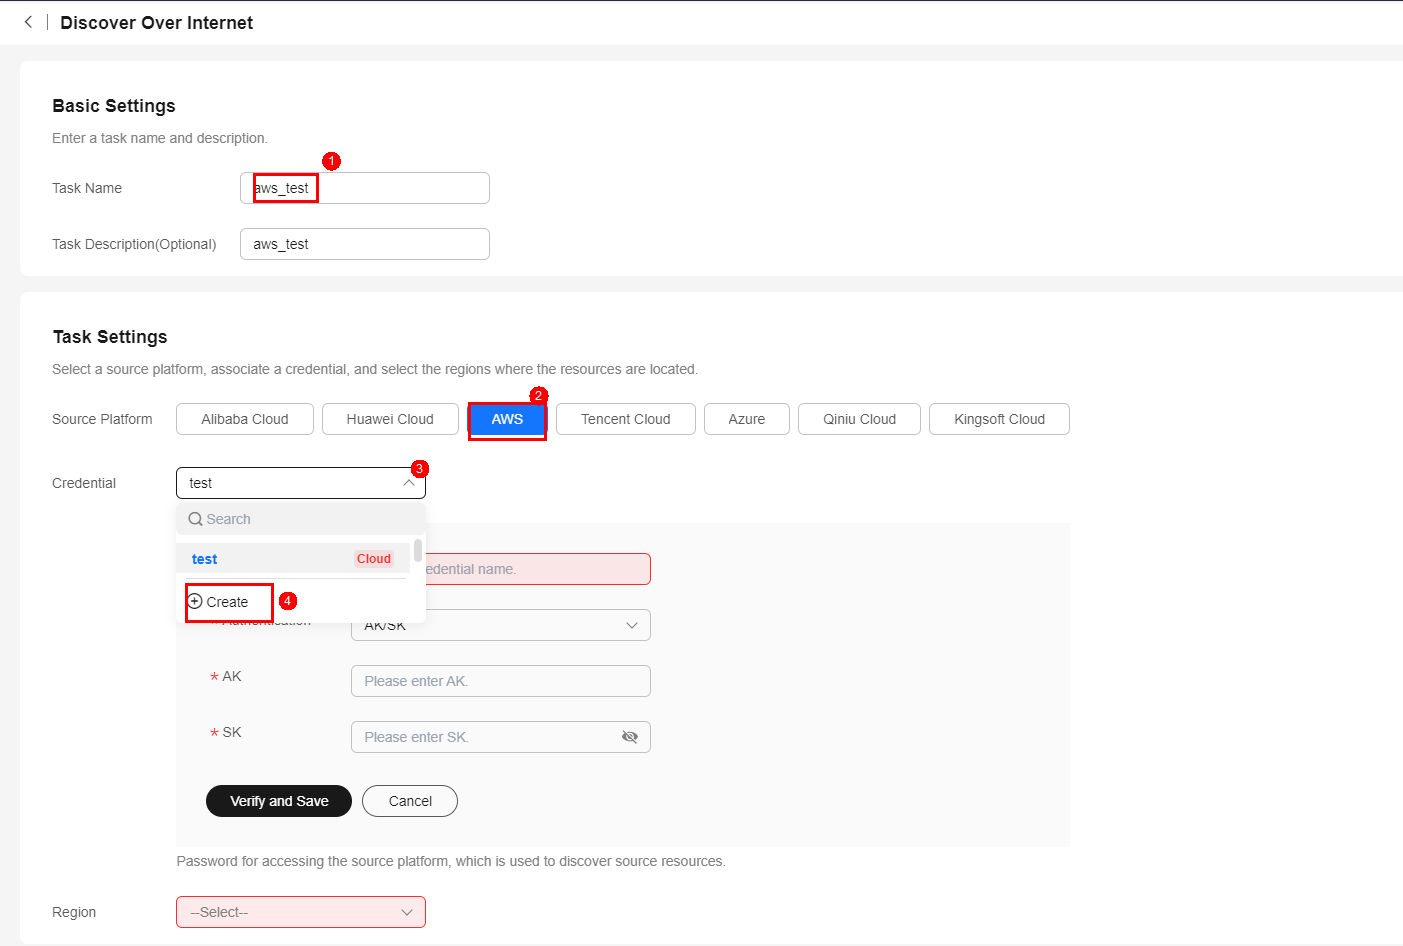 Discover Over Internet
Basic Settings
Enter a task name and description.
1
Task Name
aws_test
Task Description(Optional)
aws_test
Task Settings
Select a source platform, associate a credential, and select the regions where the resources are located.
2
Source Platform Alibaba Cloud Huawei Cloud AWS Tencent Cloud Azure Qiniu Cloud Kingsoft Cloud
3
Credential test
Search
test Cloud
edential name.
Create 4
Authentication AK/SK
* AK Please enter AK.
* SK Please enter SK.
Verify and Save Cancel
Password for accessing the source platform, which is used to discover source resources.
Region --Select--